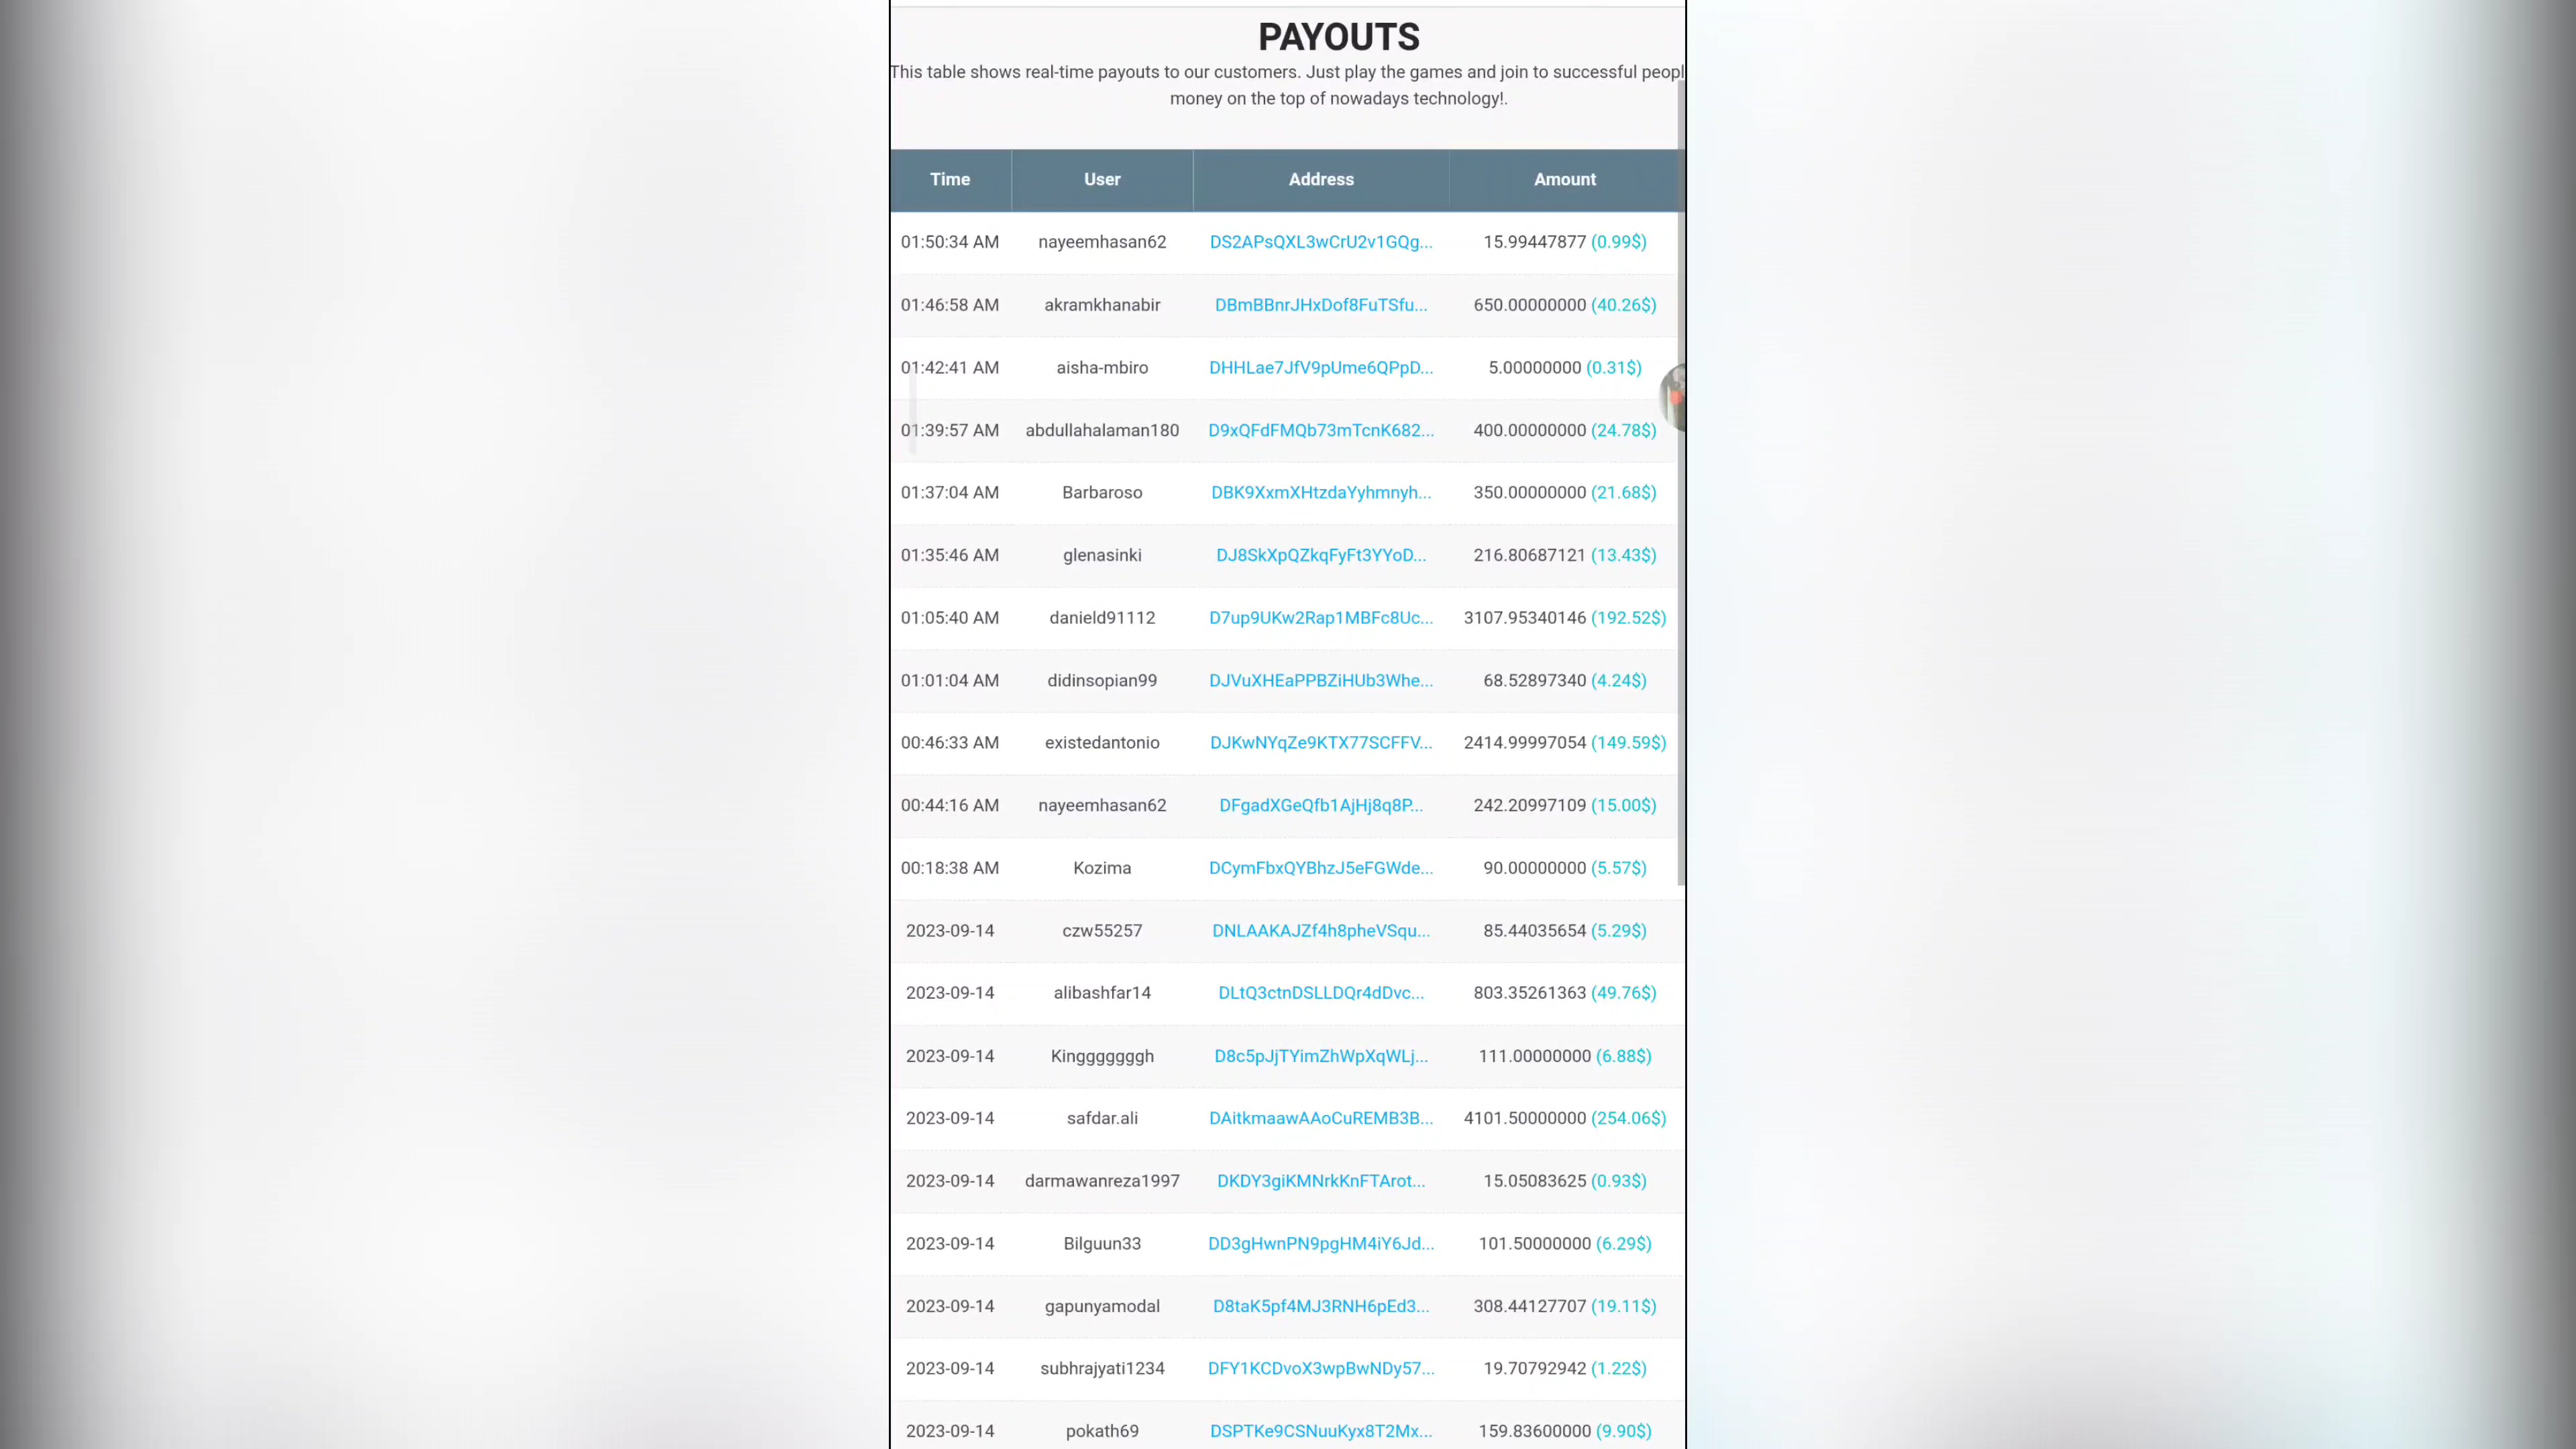 PAYOUTS
This table shows real-time payouts to our customers. Just play the games and join to successful peopl
money on the top of nowadays technology!.
Time User Address Amount
01:50:34 AM nayeemhasan62 DS2APsQXL3wCrU2v1GQg... 15.99447877 (0.99$)
01:46:58 AM akramkhanabir DBmBBnrJHxDof8FuTSfu... 650.00000000 (40.26$)
01:42:41 AM aisha-mbiro DHHLae7JfV9pUme6QPpD... 5.00000000 (0.31$)
01:39:57 AM abdullahalaman180 D9xQFdFMQb73mTcnK682... 400.00000000 (24.78$)
01:37:04 AM Barbaroso DBK9XxmXHtzdaYyhmnyh... 350.00000000 (21.68$)
01:35:46 AM glenasinki DJ8SkXpQZkqFyFt3YYoD... 216.80687121 (13.43$)
01:05:40 AM danield91112 D7up9UKw2Rap1MBFc8Uc... 3107.95340146 (192.52$)
01:01:04 AM didinsopian99 DJVuXHEaPPBZiHUb3Whe... 68.52897340 (4.24$)
00:46:33 AM existedantonio DJKwNYqZe9KTX77SCFFV... 2414.99997054 (149.59$)
00:44:16 AM nayeemhasan62 DFgadXGeQfb1AjHj8q8P... 242.20997109 (15.00$)
00:18:38 AM Kozima DCymFbxQYBhzJ5eFGWde... 90.00000000 (5.57$)
2023-09-14 czw55257 DNLAAKAJZf4h8pheVSqu... 85.44035654 (5.29$)
2023-09-14 alibashfar14 DLtQ3ctnDSLLDQr4dDvc... 803.35261363 (49.76$)
2023-09-14 Kingggggggh D8c5pJjTYimZhWpXqWLj... 111.00000000 (6.88$)
2023-09-14 safdar.ali DAitkmaawAAoCuREMB3B... 4101.50000000 (254.06$)
2023-09-14 darmawanreza1997 DKDY3giKMNrkKnFTArot... 15.05083625 (0.93$)
2023-09-14 Bilguun33 DD3gHwnPN9pgHM4iY6Jd... 101.50000000 (6.29$)
2023-09-14 gapunyamodal D8taK5pf4MJ3RNH6pEd3... 308.44127707 (19.11$)
2023-09-14 subhrajyati1234 DFY1KCDvoX3wpBwNDy57... 19.70792942 (1.22$)
2023-09-14 pokath69 DSPTKe9CSNuuKyx8T2Mx... 159.83600000 (9.90$)